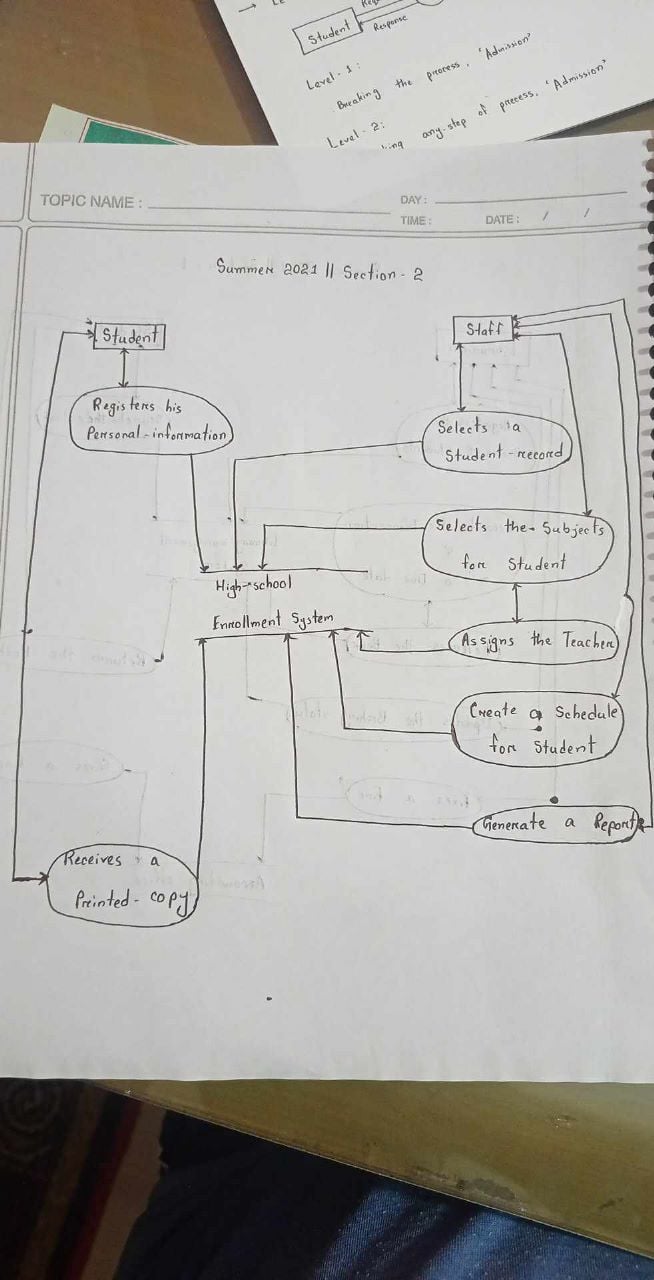 Student
Response
Level-1:
Breaking the process, 'Admission'
Level-2:
any-step of process, 'Admission'
TOPIC NAME :
DAY :
TIME :
DATE : / /
Summer 2021 || Section - 2
Student
Staff
Registers his
Personal-information
Selects a
Student-record
Selects the Subjects
for Student
High-school
Enrollment System
Assigns the Teacher
Create a Schedule
for Student
Generate a Report
Receives a
Printed-copy